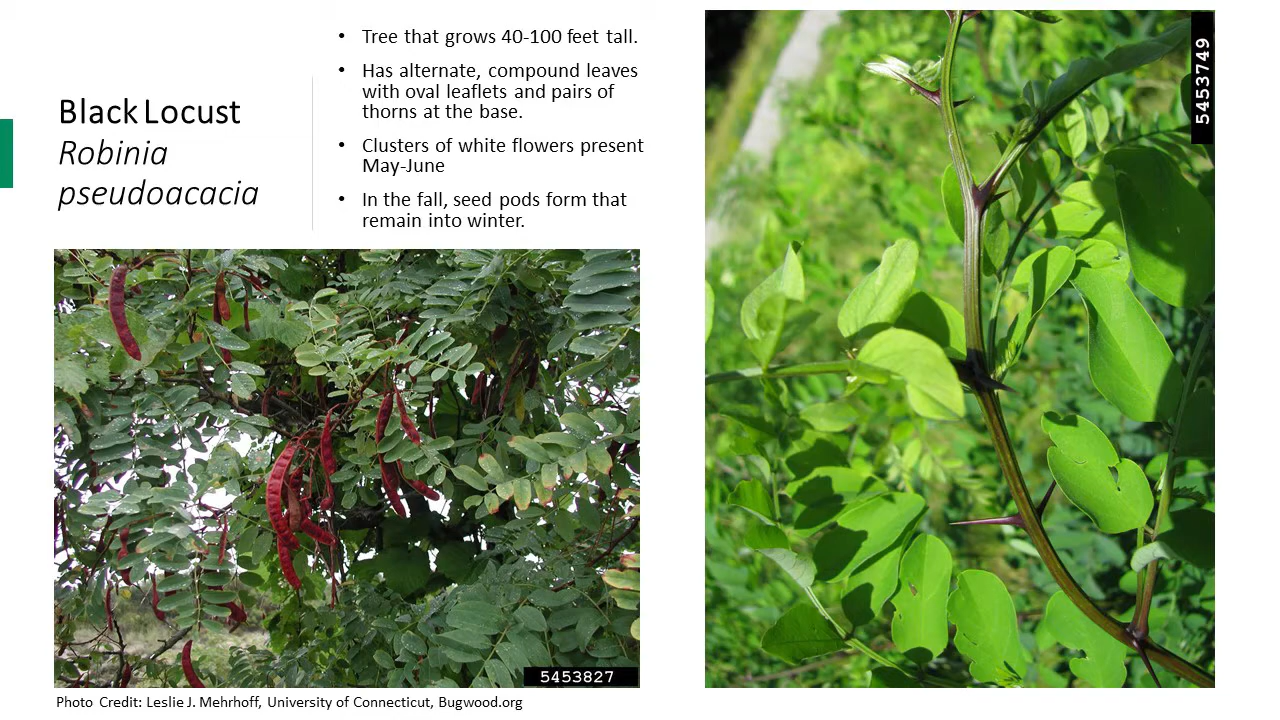 Black Locust
Robinia
pseudoacacia
• Tree that grows 40-100 feet tall.
• Has alternate, compound leaves
with oval leaflets and pairs of
thorns at the base.
• Clusters of white flowers present
May-June
• In the fall, seed pods form that
remain into winter.
5453749
5453827
Photo Credit: Leslie J. Mehrhoff, University of Connecticut, Bugwood.org